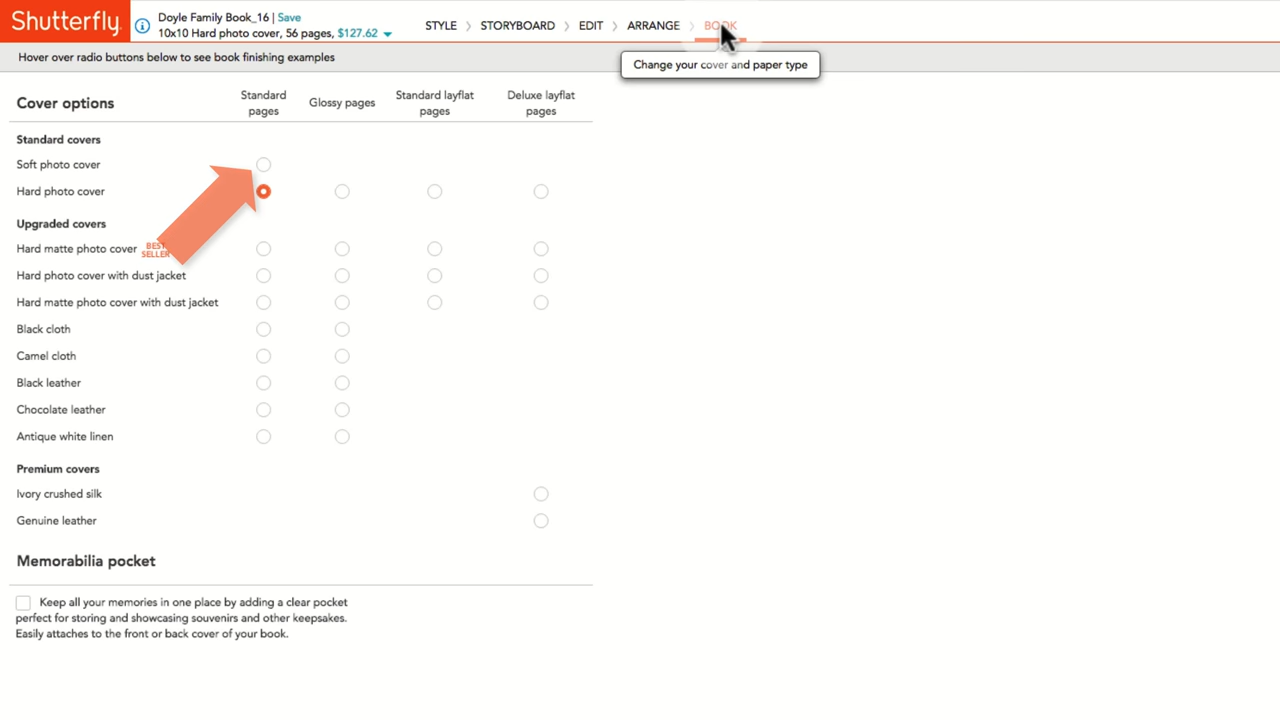 Shutterfly.
Doyle Family Book_16 | Save
10x10 Hard photo cover, 56 pages, $127.62
STYLE > STORYBOARD > EDIT > ARRANGE > BOOK
Hover over radio buttons below to see book finishing examples
Change your cover and paper type
Cover options
Standard
pages
Glossy pages
Standard layflat
pages
Deluxe layflat
pages
Standard covers
Soft photo cover
Hard photo cover
Upgraded covers
Hard matte photo cover
BEST
SELLER
Hard photo cover with dust jacket
Hard matte photo cover with dust jacket
Black cloth
Camel cloth
Black leather
Chocolate leather
Antique white linen
Premium covers
Ivory crushed silk
Genuine leather
Memorabilia pocket
Keep all your memories in one place by adding a clear pocket
perfect for storing and showcasing souvenirs and other keepsakes.
Easily attaches to the front or back cover of your book.